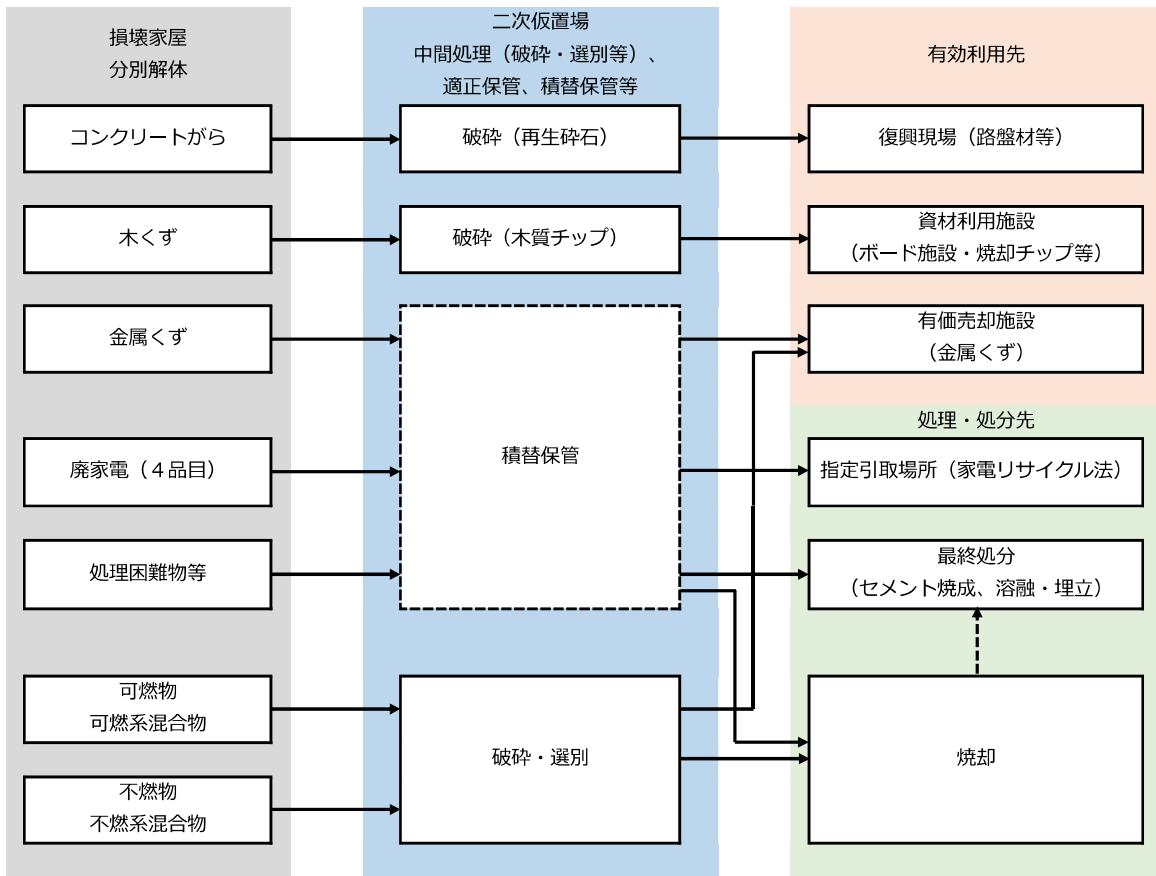 損壊家屋
分別解体
コンクリートがら
木くず
金属くず
廃家電（４品目）
処理困難物等
可燃物
可燃系混合物
不燃物
不燃系混合物
二次仮置場
中間処理（破砕・選別等）、
適正保管、積替保管等
破砕（再生砕石）
破砕（木質チップ）
積替保管
破砕・選別
有効利用先
復興現場（路盤材等）
資材利用施設
（ボード施設・焼却チップ等）
有価売却施設
（金属くず）
処理・処分先
指定引取場所（家電リサイクル法）
最終処分
（セメント焼成、溶融・埋立）
焼却